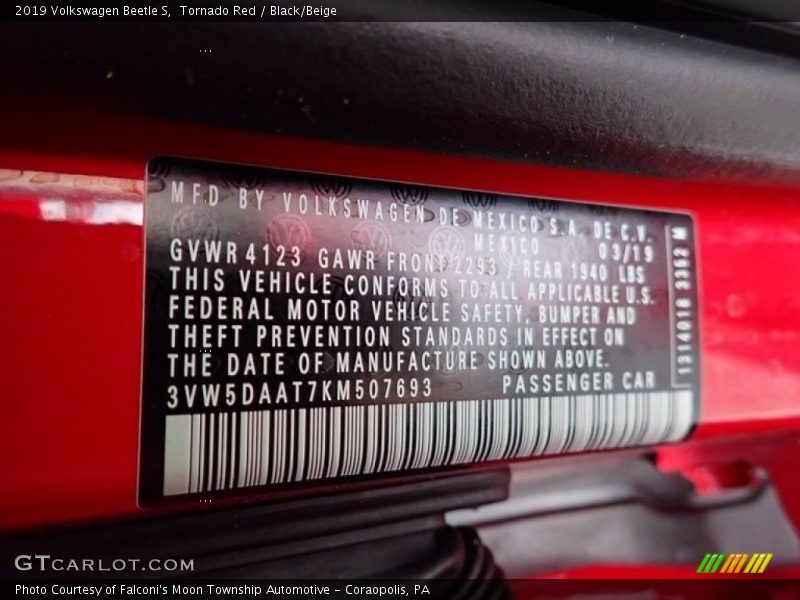 2019 Volkswagen Beetle S,  Tornado Red / Black/Beige
MFD BY VOLKSWAGEN DE MEXICO S.A. DE C.V.
MEXICO 03/19
GVWR 4123 GAWR FRONT 2293 / REAR 1940 LBS
THIS VEHICLE CONFORMS TO ALL APPLICABLE U.S.
FEDERAL MOTOR VEHICLE SAFETY, BUMPER AND
THEFT PREVENTION STANDARDS IN EFFECT ON
THE DATE OF MANUFACTURE SHOWN ABOVE.
3VW5DAAT7KM507693 PASSENGER CAR
GTCARLOT.COM
Photo Courtesy of Falconi's Moon Township Automotive - Coraopolis, PA